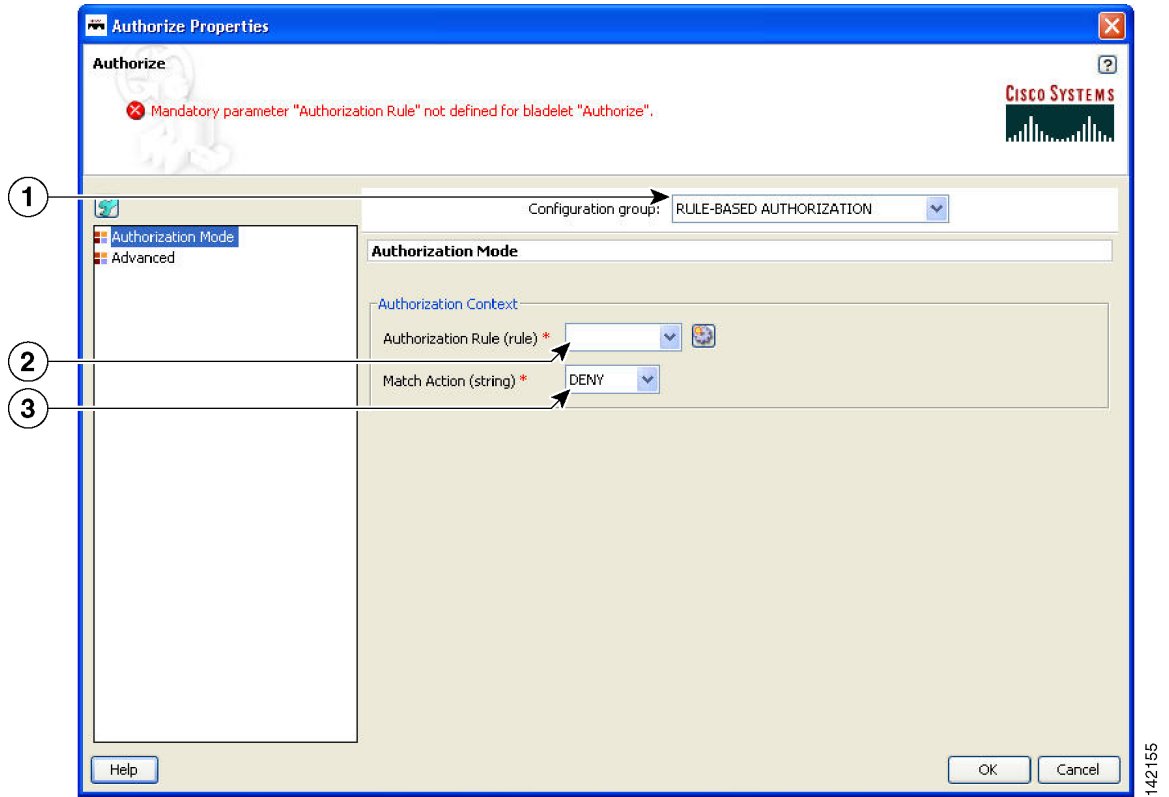 Authorize Properties
Authorize
?
Mandatory parameter "Authorization Rule" not defined for bladelet "Authorize".
CISCO SYSTEMS
1
Configuration group: RULE-BASED AUTHORIZATION
Authorization Mode
Advanced
Authorization Mode
Authorization Context
Authorization Rule (rule) *
2
Match Action (string) * DENY
3
Help
OK
Cancel
142155